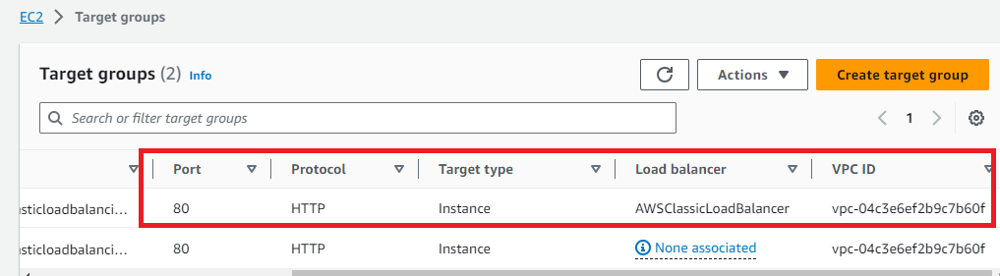 EC2 > Target groups
Target groups (2) Info
Actions
Create target group
Search or filter target groups
1
Port Protocol Target type Load balancer VPC ID
asticloadbalanci... 80 HTTP Instance AWSClassicLoadBalancer vpc-04c3e6ef2b9c7b60f
asticloadbalanci... 80 HTTP Instance None associated vpc-04c3e6ef2b9c7b60f